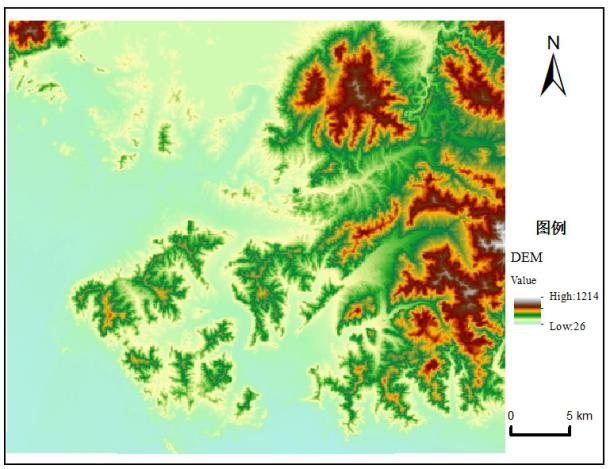 N
图例
DEM
Value
High:1214
Low:26
0 5 km